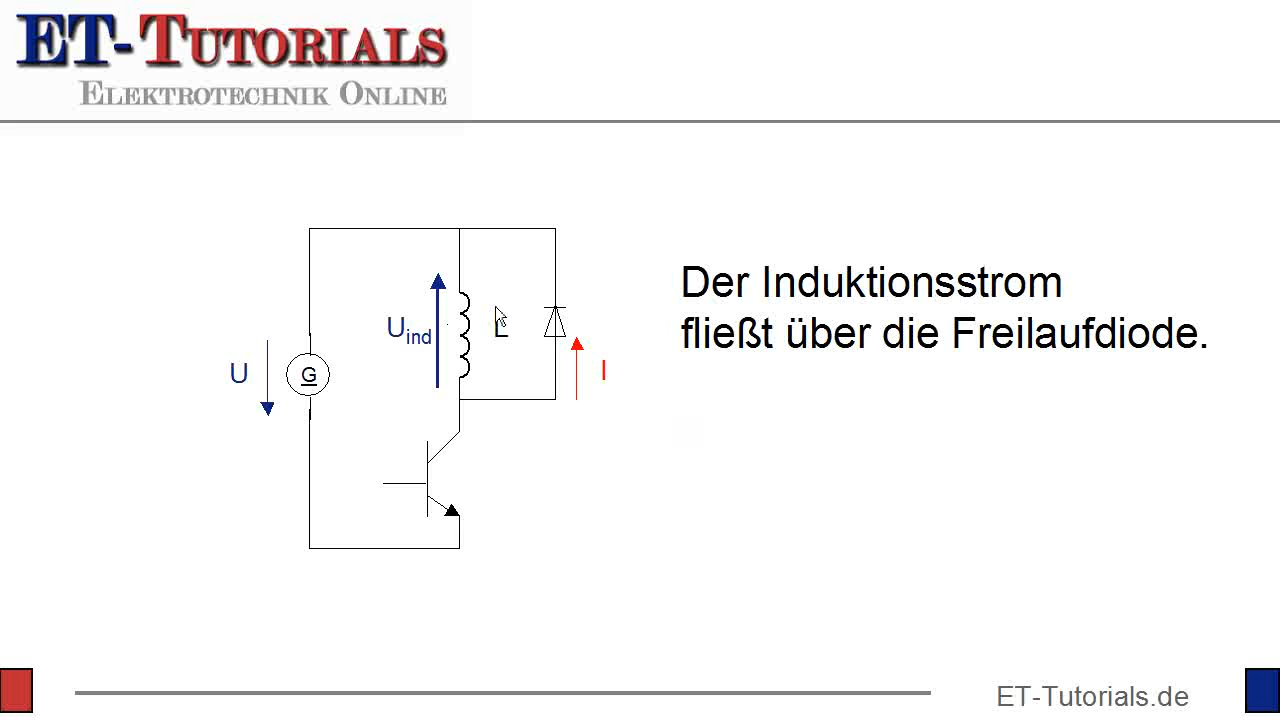 ET-TUTORIALS
ELEKTROTECHNIK ONLINE
Der Induktionsstrom
fließt über die Freilaufdiode.
Uind
L
U
G
I
ET-Tutorials.de